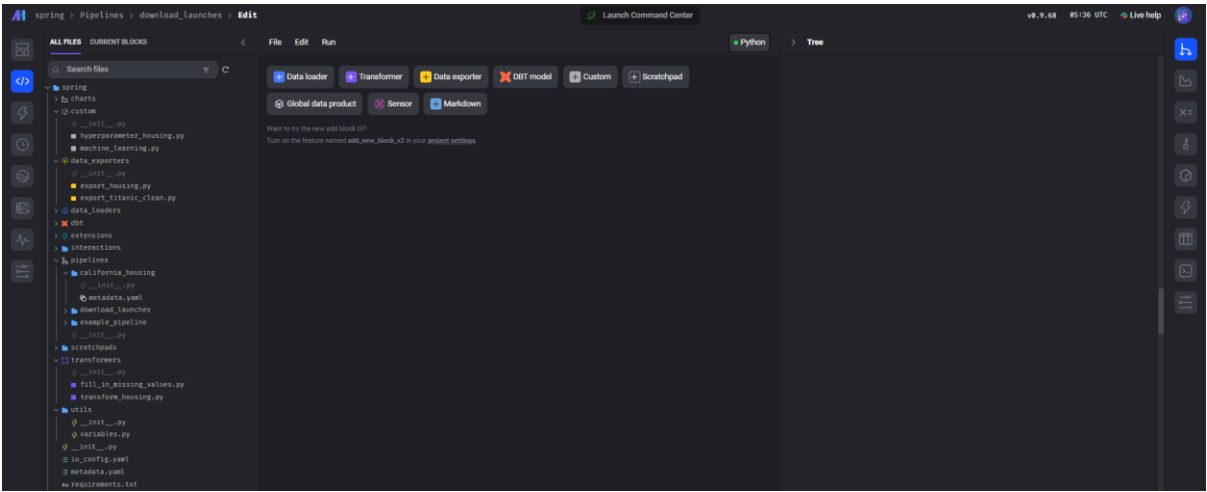 spring > Pipelines > download_launches > Edit
Launch Command Center
v0.9.68 05:36 UTC Live help
ALL FILES CURRENT BLOCKS
Search files
spring
charts
custom
__init__.py
hyperparameter_housing.py
machine_learning.py
data_exporters
__init__.py
export_housing.py
export_titanic_clean.py
data_loaders
dbt
extensions
interactions
pipelines
california_housing
__init__.py
metadata.yaml
download_launches
example_pipeline
__init__.py
scratchpads
transformers
__init__.py
fill_in_missing_values.py
transform_housing.py
utils
__init__.py
variables.py
__init__.py
io_config.yaml
metadata.yaml
requirements.txt
File Edit Run
Python
Data loader Transformer Data exporter DBT model Custom Scratchpad
Global data product Sensor Markdown
Want to try the new add block UI?
Turn on the feature named add_new_block_v2 in your project settings.
Tree